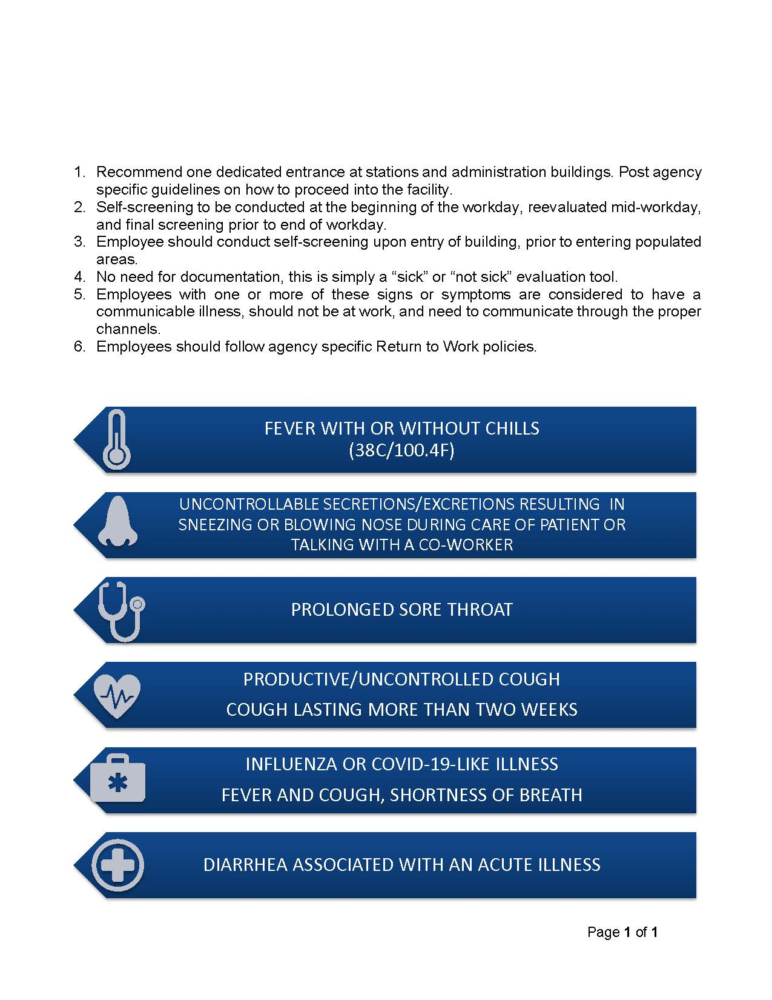 1. Recommend one dedicated entrance at stations and administration buildings. Post agency
specific guidelines on how to proceed into the facility.
2. Self-screening to be conducted at the beginning of the workday, reevaluated mid-workday,
and final screening prior to end of workday.
3. Employee should conduct self-screening upon entry of building, prior to entering populated
areas.
4. No need for documentation, this is simply a “sick” or “not sick” evaluation tool.
5. Employees with one or more of these signs or symptoms are considered to have a
communicable illness, should not be at work, and need to communicate through the proper
channels.
6. Employees should follow agency specific Return to Work policies.
FEVER WITH OR WITHOUT CHILLS
(38C/100.4F)
UNCONTROLLABLE SECRETIONS/EXCRETIONS RESULTING IN
SNEEZING OR BLOWING NOSE DURING CARE OF PATIENT OR
TALKING WITH A CO-WORKER
PROLONGED SORE THROAT
PRODUCTIVE/UNCONTROLLED COUGH
COUGH LASTING MORE THAN TWO WEEKS
INFLUENZA OR COVID-19-LIKE ILLNESS
FEVER AND COUGH, SHORTNESS OF BREATH
DIARRHEA ASSOCIATED WITH AN ACUTE ILLNESS
Page 1 of 1